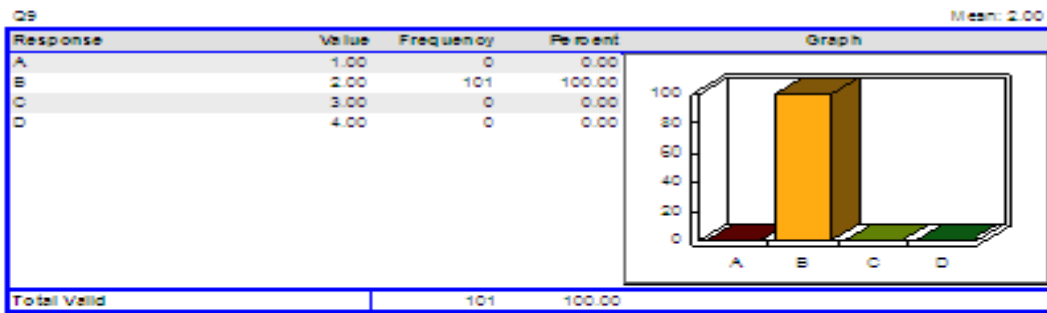 Q9 Mean: 2.00
Response Value Frequency Percent Graph
A 1.00 0 0.00
B 2.00 101 100.00
C 3.00 0 0.00
D 4.00 0 0.00
100
80
60
40
20
0
A B C D
Total Valid 101 100.00